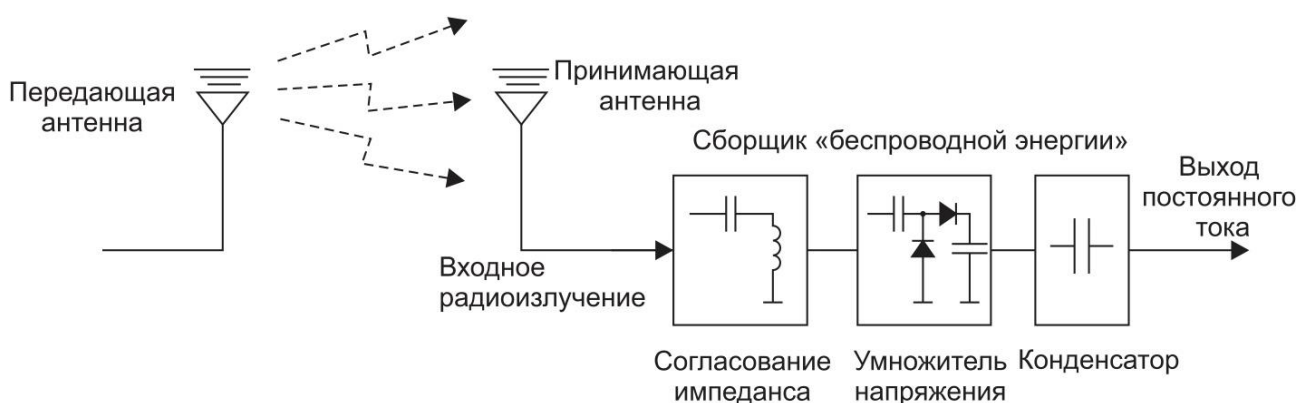 Передающая
антенна
Принимающая
антенна
Сборщик «беспроводной энергии»
Выход
постоянного
тока
Входное
радиоизлучение
Согласование
импеданса
Умножитель
напряжения
Конденсатор